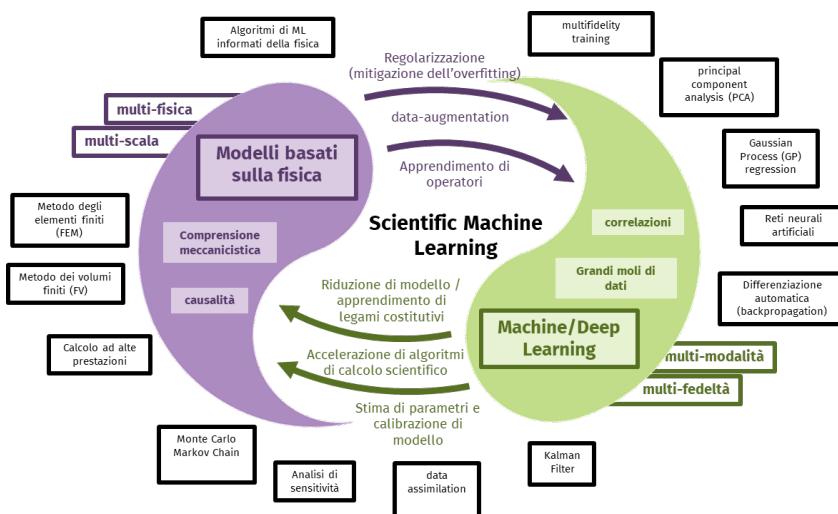 Algoritmi di ML
informati della fisica
multifidelity
training
Regolarizzazione
(mitigazione dell'overfitting)
principal
component
analysis (PCA)
multi-fisica
multi-scala
data-augmentation
Modelli basati
sulla fisica
Apprendimento di
operatori
Gaussian
Process (GP)
regression
Metodo degli
elementi finiti
(FEM)
Comprensione
meccanicistica
Scientific Machine
Learning
correlazioni
Reti neurali
artificiali
Metodo dei volumi
finiti (FV)
causalità
Grandi moli di
dati
Riduzione di modello /
apprendimento di
legami costitutivi
Differenziazione
automatica
(backpropagation)
Machine/Deep
Learning
Calcolo ad alte
prestazioni
Accelerazione di algoritmi
di calcolo scientifico
multi-modalità
multi-fedeltà
Stima di parametri e
calibrazione di
modello
Monte Carlo
Markov Chain
Analisi di
sensitività
data
assimilation
Kalman
Filter